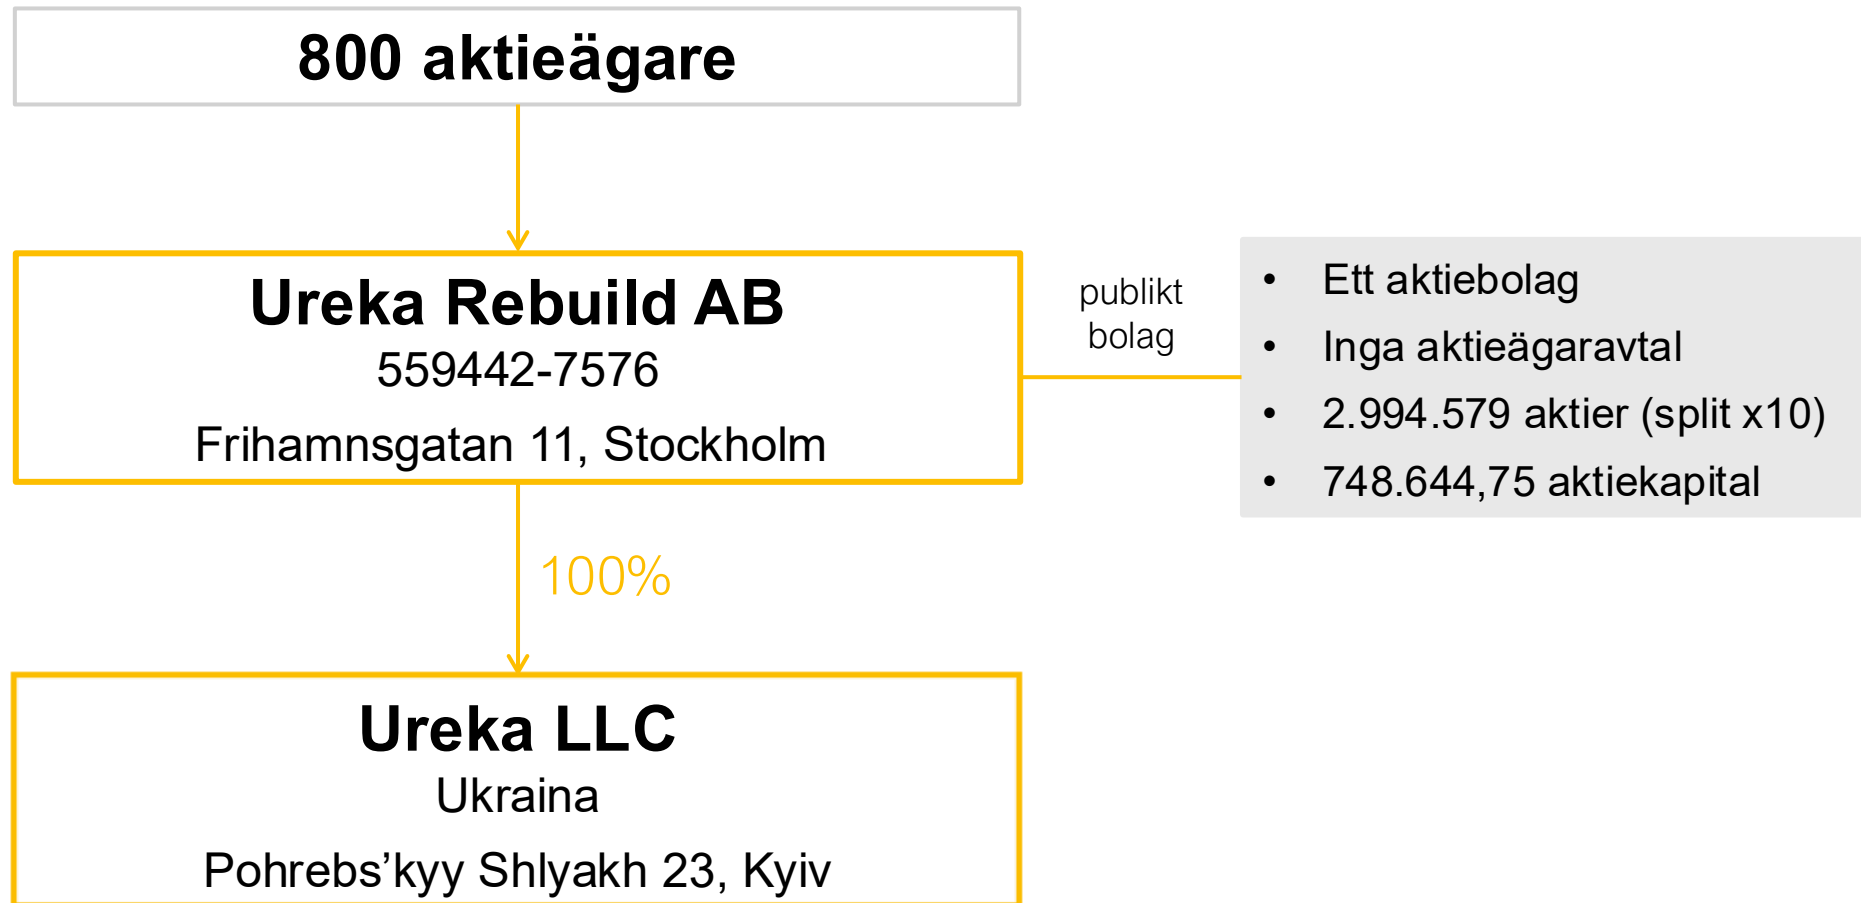 800 aktieägare
Ureka Rebuild AB
559442-7576
Frihamnsgatan 11, Stockholm
publikt
bolag
• Ett aktiebolag
• Inga aktieägaravtal
• 2.994.579 aktier (split x10)
• 748.644,75 aktiekapital
100%
Ureka LLC
Ukraina
Pohrebs’kyy Shlyakh 23, Kyiv